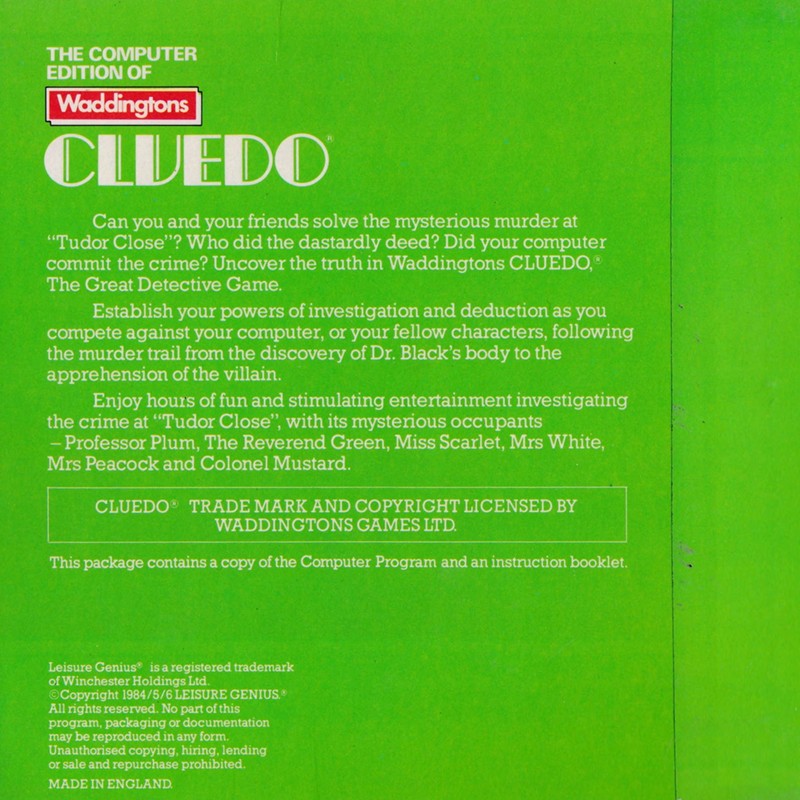 THE COMPUTER
EDITION OF
Waddingtons
CLUEDO®
Can you and your friends solve the mysterious murder at
“Tudor Close”? Who did the dastardly deed? Did your computer
commit the crime? Uncover the truth in Waddingtons CLUEDO,®
The Great Detective Game.
Establish your powers of investigation and deduction as you
compete against your computer, or your fellow characters, following
the murder trail from the discovery of Dr. Black’s body to the
apprehension of the villain.
Enjoy hours of fun and stimulating entertainment investigating
the crime at “Tudor Close”, with its mysterious occupants
–Professor Plum, The Reverend Green, Miss Scarlet, Mrs White,
Mrs Peacock and Colonel Mustard.
CLUEDO® TRADE MARK AND COPYRIGHT LICENSED BY
WADDINGTONS GAMES LTD.
This package contains a copy of the Computer Program and an instruction booklet.
Leisure Genius® is a registered trademark
of Winchester Holdings Ltd.
©Copyright 1984/5/6 LEISURE GENIUS.®
All rights reserved. No part of this
program, packaging or documentation
may be reproduced in any form.
Unauthorised copying, hiring, lending
or sale and repurchase prohibited.
MADE IN ENGLAND.